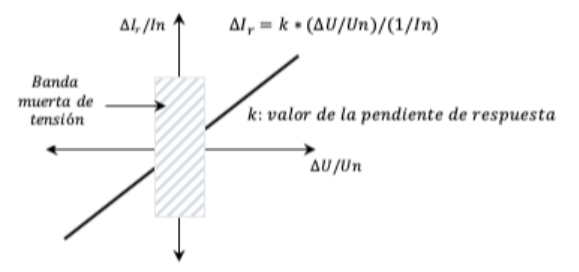 ΔI_r/In
ΔI_r = k * (ΔU/Un)/(1/In)
Banda
muerta de
tensión
k: valor de la pendiente de respuesta
ΔU/Un